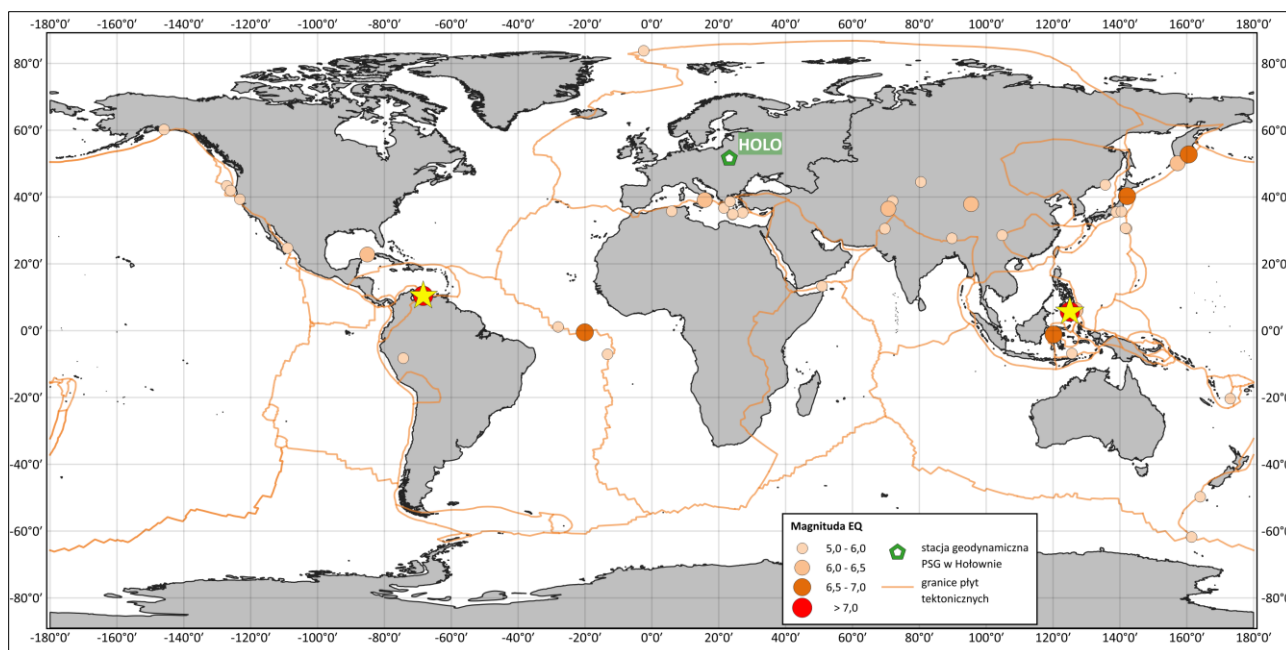 -180°0′ -160°0′ -140°0′ -120°0′ -100°0′ -80°0′ -60°0′ -40°0′ -20°0′ 0°0′ 20°0′ 40°0′ 60°0′ 80°0′ 100°0′ 120°0′ 140°0′ 160°0′ 180°0′
80°0′ 80°0′
60°0′ 60°0′
HOLO
40°0′ 40°0′
20°0′ 20°0′
0°0′ 0°0′
-20°0′ -20°0′
-40°0′ -40°0′
-60°0′ -60°0′
-80°0′ -80°0′
Magnituda EQ
5,0 - 6,0
6,0 - 6,5
6,5 - 7,0
> 7,0
stacja geodynamiczna
PSG w Hołownie
granice płyt
tektonicznych
-180°0′ -160°0′ -140°0′ -120°0′ -100°0′ -80°0′ -60°0′ -40°0′ -20°0′ 0°0′ 20°0′ 40°0′ 60°0′ 80°0′ 100°0′ 120°0′ 140°0′ 160°0′ 180°0′